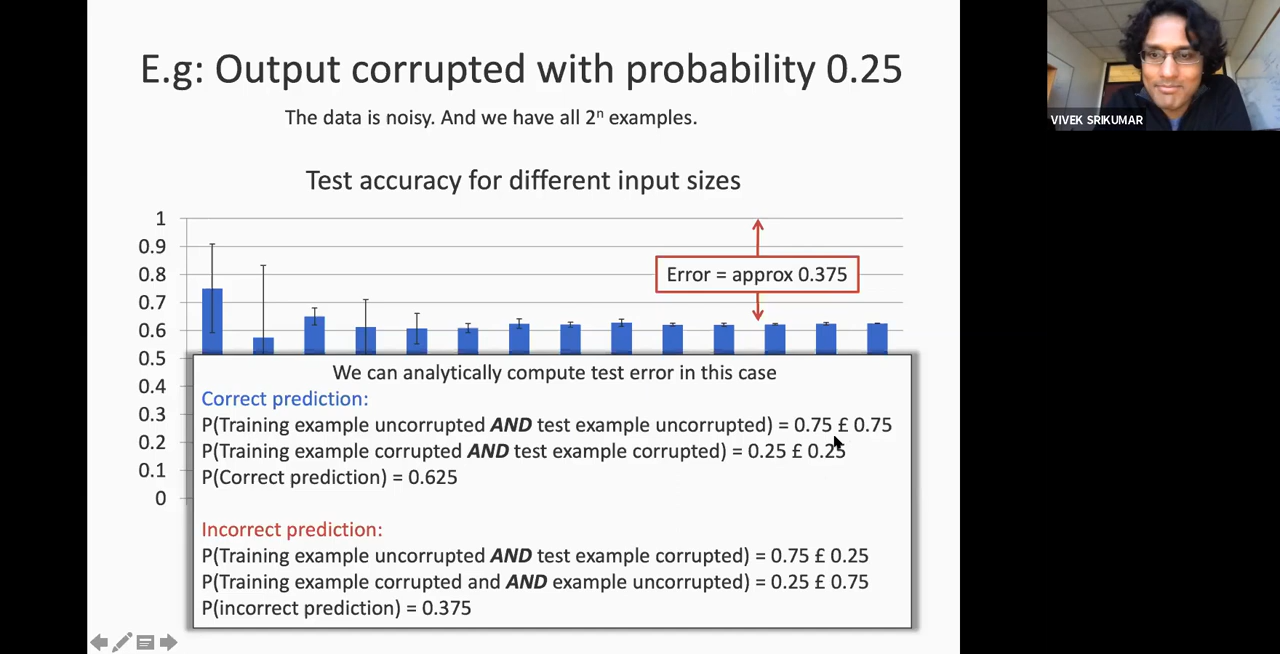 E.g: Output corrupted with probability 0.25
The data is noisy. And we have all 2ⁿ examples.
Test accuracy for different input sizes
1
0.9
0.8
0.7
0.6
0.5
0.4
0.3
0.2
0.1
0
Error = approx 0.375
We can analytically compute test error in this case
Correct prediction:
P(Training example uncorrupted AND test example uncorrupted) = 0.75 £ 0.75
P(Training example corrupted AND test example corrupted) = 0.25 £ 0.25
P(Correct prediction) = 0.625
Incorrect prediction:
P(Training example uncorrupted AND test example corrupted) = 0.75 £ 0.25
P(Training example corrupted and AND example uncorrupted) = 0.25 £ 0.75
P(incorrect prediction) = 0.375
VIVEK SRIKUMAR